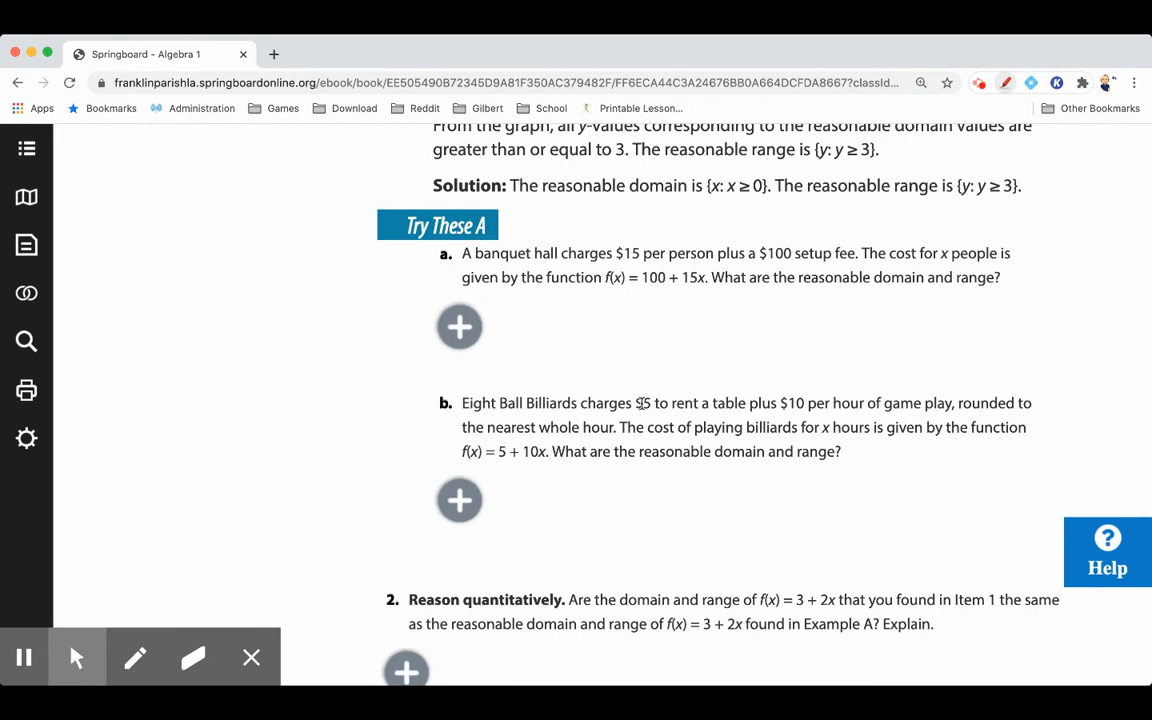 Springboard - Algebra 1
franklinparishla.springboardonline.org/ebook/book/EE505490B72345D9A81F350AC379482F/FF6ECA44C3A24676BB0A664DCFDA8667?classId...
Apps Bookmarks Administration Games Download Reddit Gilbert School Printable Lesson... Other Bookmarks
From the graph, all y-values corresponding to the reasonable domain values are
greater than or equal to 3. The reasonable range is {y: y ≥ 3}.
Solution: The reasonable domain is {x: x ≥ 0}. The reasonable range is {y: y ≥ 3}.
Try These A
a. A banquet hall charges $15 per person plus a $100 setup fee. The cost for x people is
given by the function f(x) = 100 + 15x. What are the reasonable domain and range?
b. Eight Ball Billiards charges $5 to rent a table plus $10 per hour of game play, rounded to
the nearest whole hour. The cost of playing billiards for x hours is given by the function
f(x) = 5 + 10x. What are the reasonable domain and range?
Help
2. Reason quantitatively. Are the domain and range of f(x) = 3 + 2x that you found in Item 1 the same
as the reasonable domain and range of f(x) = 3 + 2x found in Example A? Explain.